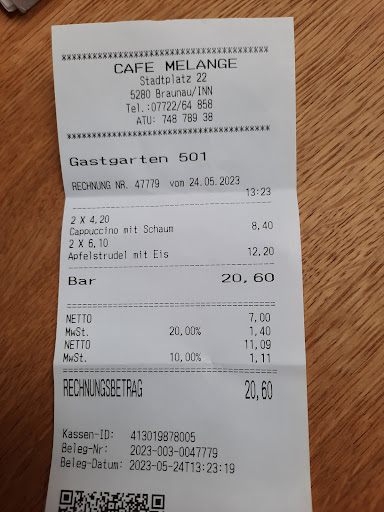 ************************************
CAFE MELANGE
Stadtplatz 22
5280 Braunau/INN
Tel.:07722/64 858
ATU: 748 789 38
************************************
Gastgarten 501
RECHNUNG NR. 47779 vom 24.05.2023
13:23
2 X 4,20
Cappuccino mit Schaum 8,40
2 X 6,10
Apfelstrudel mit Eis 12,20
Bar 20,60
NETTO 7,00
MwSt. 20,00% 1,40
NETTO 11,09
MwSt. 10,00% 1,11
RECHNUNGSBETRAG 20,60
Kassen-ID: 413019878005
Beleg-Nr: 2023-003-0047779
Beleg-Datum: 2023-05-24T13:23:19